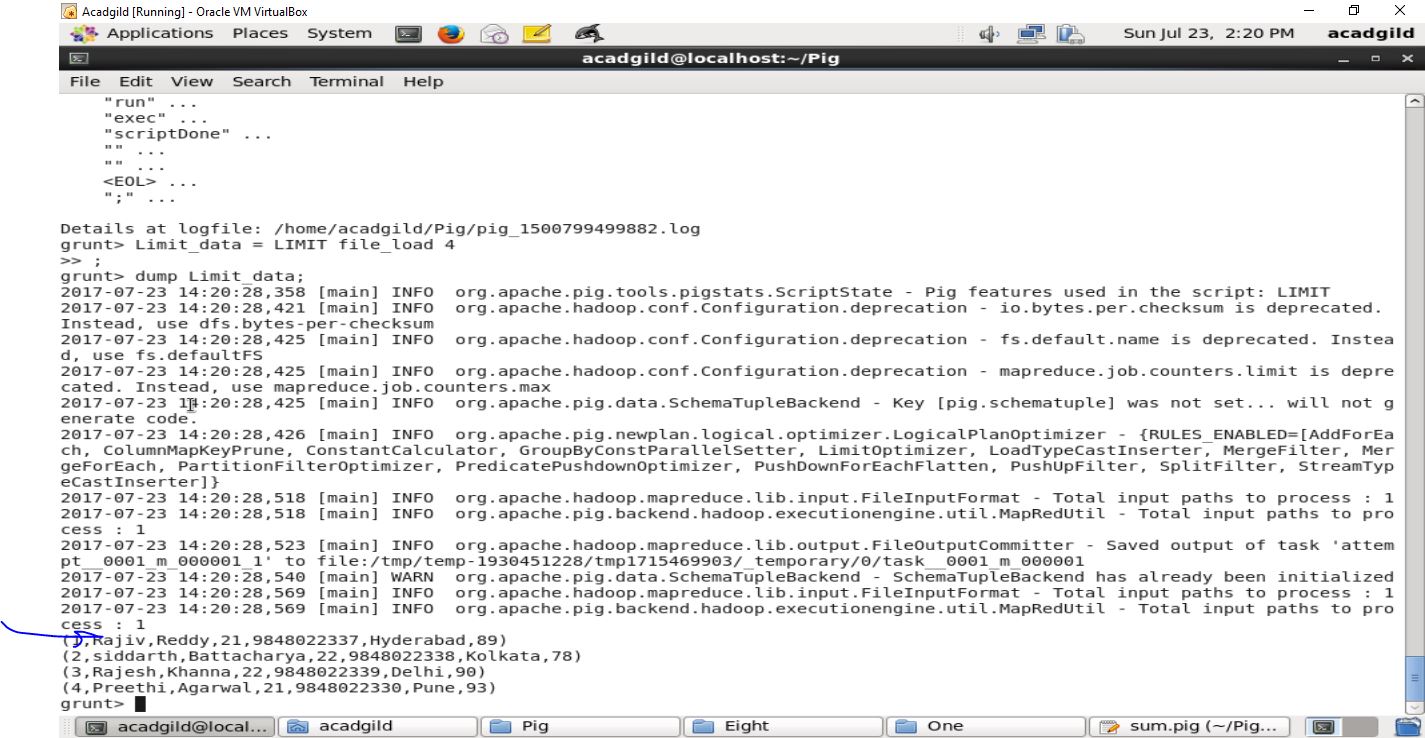 Acadgild [Running] - Oracle VM VirtualBox
Applications Places System Sun Jul 23, 2:20 PM acadgild
acadgild@localhost:~/Pig
File Edit View Search Terminal Help
"run" ...
"exec" ...
"scriptDone" ...
"" ...
"" ...
<EOL> ...
";" ...
Details at logfile: /home/acadgild/Pig/pig_1500799499882.log
grunt> Limit_data = LIMIT file_load 4
>> ;
grunt> dump Limit_data;
2017-07-23 14:20:28,358 [main] INFO  org.apache.pig.tools.pigstats.ScriptState - Pig features used in the script: LIMIT
2017-07-23 14:20:28,421 [main] INFO  org.apache.hadoop.conf.Configuration.deprecation - io.bytes.per.checksum is deprecated.
Instead, use dfs.bytes-per-checksum
2017-07-23 14:20:28,425 [main] INFO  org.apache.hadoop.conf.Configuration.deprecation - fs.default.name is deprecated. Instea
d, use fs.defaultFS
2017-07-23 14:20:28,425 [main] INFO  org.apache.hadoop.conf.Configuration.deprecation - mapreduce.job.counters.limit is depre
cated. Instead, use mapreduce.job.counters.max
2017-07-23 14:20:28,425 [main] INFO  org.apache.pig.data.SchemaTupleBackend - Key [pig.schematuple] was not set... will not g
enerate code.
2017-07-23 14:20:28,426 [main] INFO  org.apache.pig.newplan.logical.optimizer.LogicalPlanOptimizer - {RULES_ENABLED=[AddForEa
ch, ColumnMapKeyPrune, ConstantCalculator, GroupByConstParallelSetter, LimitOptimizer, LoadTypeCastInserter, MergeFilter, Mer
geForEach, PartitionFilterOptimizer, PredicatePushdownOptimizer, PushDownForEachFlatten, PushUpFilter, SplitFilter, StreamTyp
eCastInserter]}
2017-07-23 14:20:28,518 [main] INFO  org.apache.hadoop.mapreduce.lib.input.FileInputFormat - Total input paths to process : 1
2017-07-23 14:20:28,518 [main] INFO  org.apache.pig.backend.hadoop.executionengine.util.MapRedUtil - Total input paths to pro
cess : 1
2017-07-23 14:20:28,523 [main] INFO  org.apache.hadoop.mapreduce.lib.output.FileOutputCommitter - Saved output of task 'attem
pt__0001_m_000001_1' to file:/tmp/temp-1930451228/tmp1715469903/_temporary/0/task__0001_m_000001
2017-07-23 14:20:28,540 [main] WARN  org.apache.pig.data.SchemaTupleBackend - SchemaTupleBackend has already been initialized
2017-07-23 14:20:28,569 [main] INFO  org.apache.hadoop.mapreduce.lib.input.FileInputFormat - Total input paths to process : 1
2017-07-23 14:20:28,569 [main] INFO  org.apache.pig.backend.hadoop.executionengine.util.MapRedUtil - Total input paths to pro
cess : 1
(1,Rajiv,Reddy,21,9848022337,Hyderabad,89)
(2,siddarth,Battacharya,22,9848022338,Kolkata,78)
(3,Rajesh,Khanna,22,9848022339,Delhi,90)
(4,Preethi,Agarwal,21,9848022330,Pune,93)
grunt>
acadgild@local... acadgild Pig Eight One sum.pig (~/Pig...